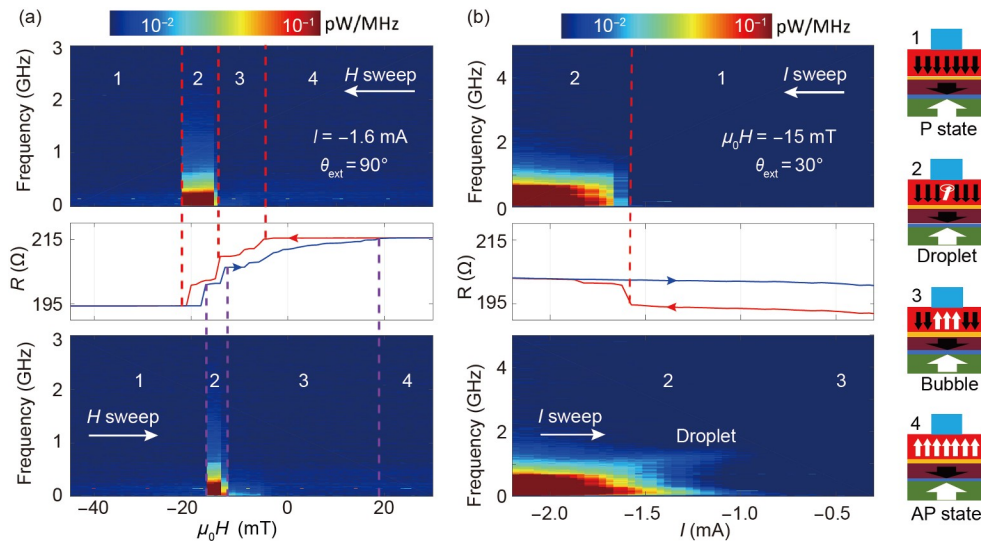 (a)
10⁻² 10⁻¹ pW/MHz
3
2
1
0
Frequency (GHz)
1 2 3 4
H sweep
I = −1.6 mA
θext = 90°
215
195
R (Ω)
3
2
1
0
Frequency (GHz)
1 2 3 4
H sweep
−40 −20 0 20
μ₀H (mT)
(b)
10⁻² 10⁻¹ pW/MHz
4
2
0
Frequency (GHz)
2 1
I sweep
μ₀H = −15 mT
θext = 30°
215
195
R (Ω)
4
2
0
Frequency (GHz)
2 3
I sweep
Droplet
−2.0 −1.5 −1.0 −0.5
I (mA)
1
P state
2
Droplet
3
Bubble
4
AP state